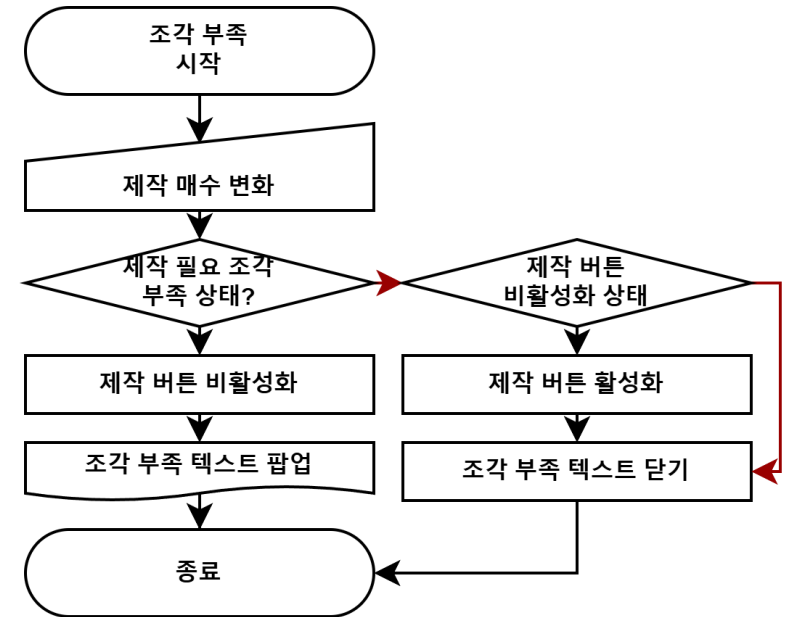 조각 부족
시작
제작 매수 변화
제작 필요 조각
부족 상태?
제작 버튼
비활성화 상태
제작 버튼 비활성화
제작 버튼 활성화
조각 부족 텍스트 팝업
조각 부족 텍스트 닫기
종료